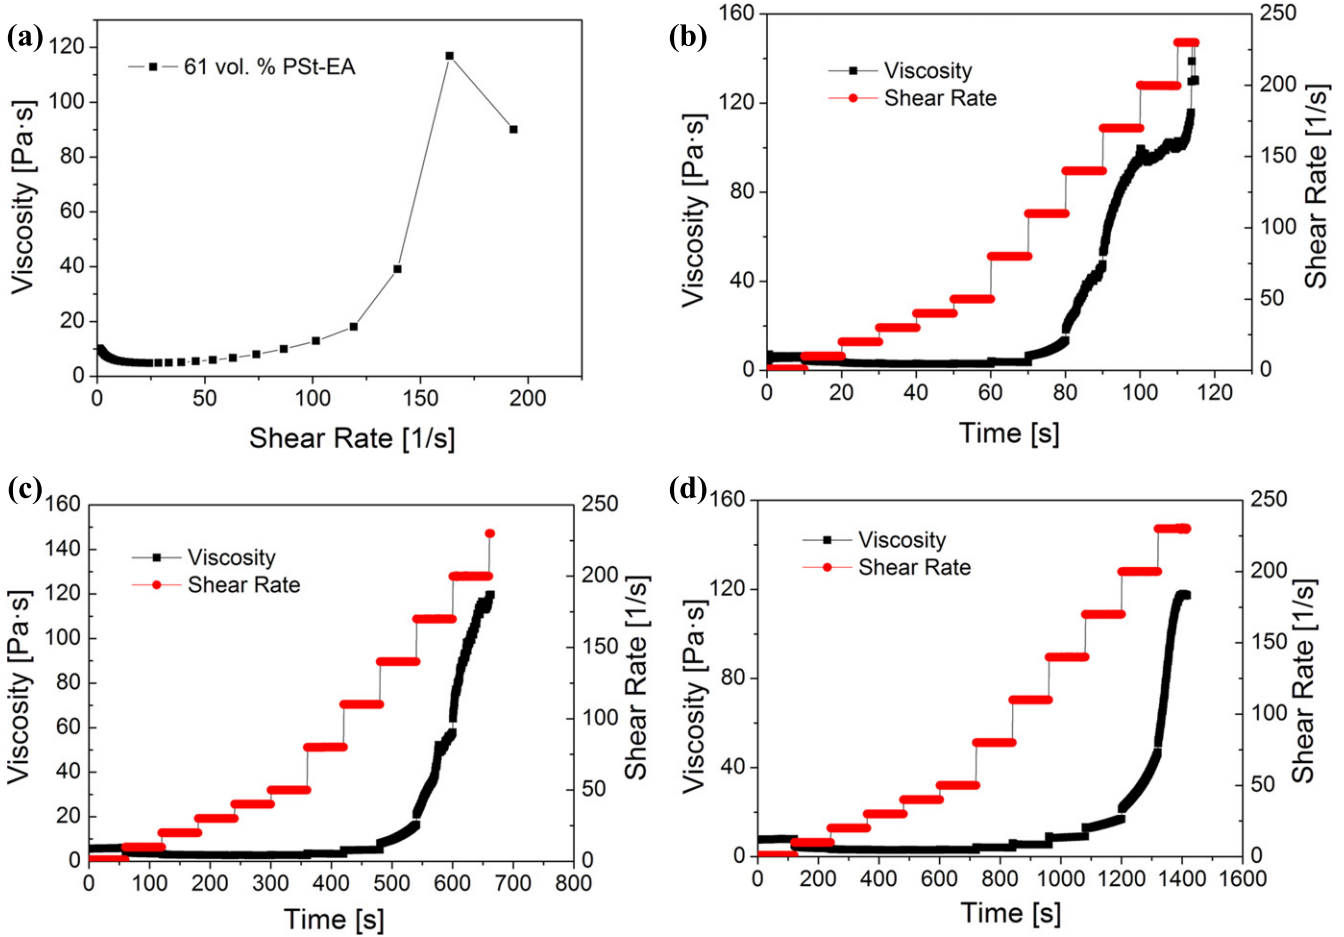 (a)
120
100
80
60
40
20
0
Viscosity [Pa·s]
61 vol. % PSt-EA
0 50 100 150 200
Shear Rate [1/s]
(b)
160
120
80
40
0
Viscosity [Pa·s]
Viscosity
Shear Rate
250
200
150
100
50
0
Shear Rate [1/s]
0 20 40 60 80 100 120
Time [s]
(c)
160
140
120
100
80
60
40
20
0
Viscosity [Pa·s]
Viscosity
Shear Rate
250
200
150
100
50
0
Shear Rate [1/s]
0 100 200 300 400 500 600 700 800
Time [s]
(d)
160
120
80
40
0
Viscosity [Pa·s]
Viscosity
Shear Rate
250
200
150
100
50
0
Shear Rate [1/s]
0 200 400 600 800 1000 1200 1400 1600
Time [s]